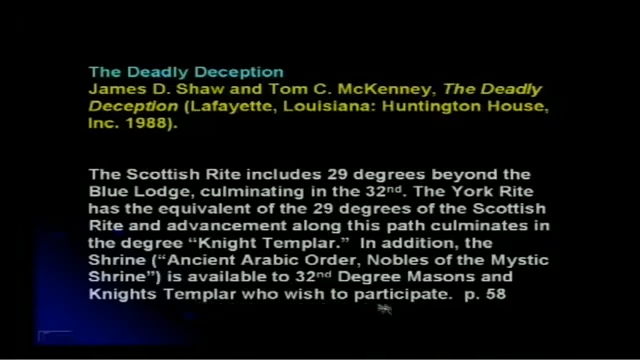 The Deadly Deception
James D. Shaw and Tom C. McKenney, The Deadly
Deception (Lafayette, Louisiana: Huntington House,
Inc. 1988).
The Scottish Rite includes 29 degrees beyond the
Blue Lodge, culminating in the 32nd. The York Rite
has the equivalent of the 29 degrees of the Scottish
Rite and advancement along this path culminates in
the degree “Knight Templar.” In addition, the
Shrine (“Ancient Arabic Order, Nobles of the Mystic
Shrine”) is available to 32nd Degree Masons and
Knights Templar who wish to participate. p. 58